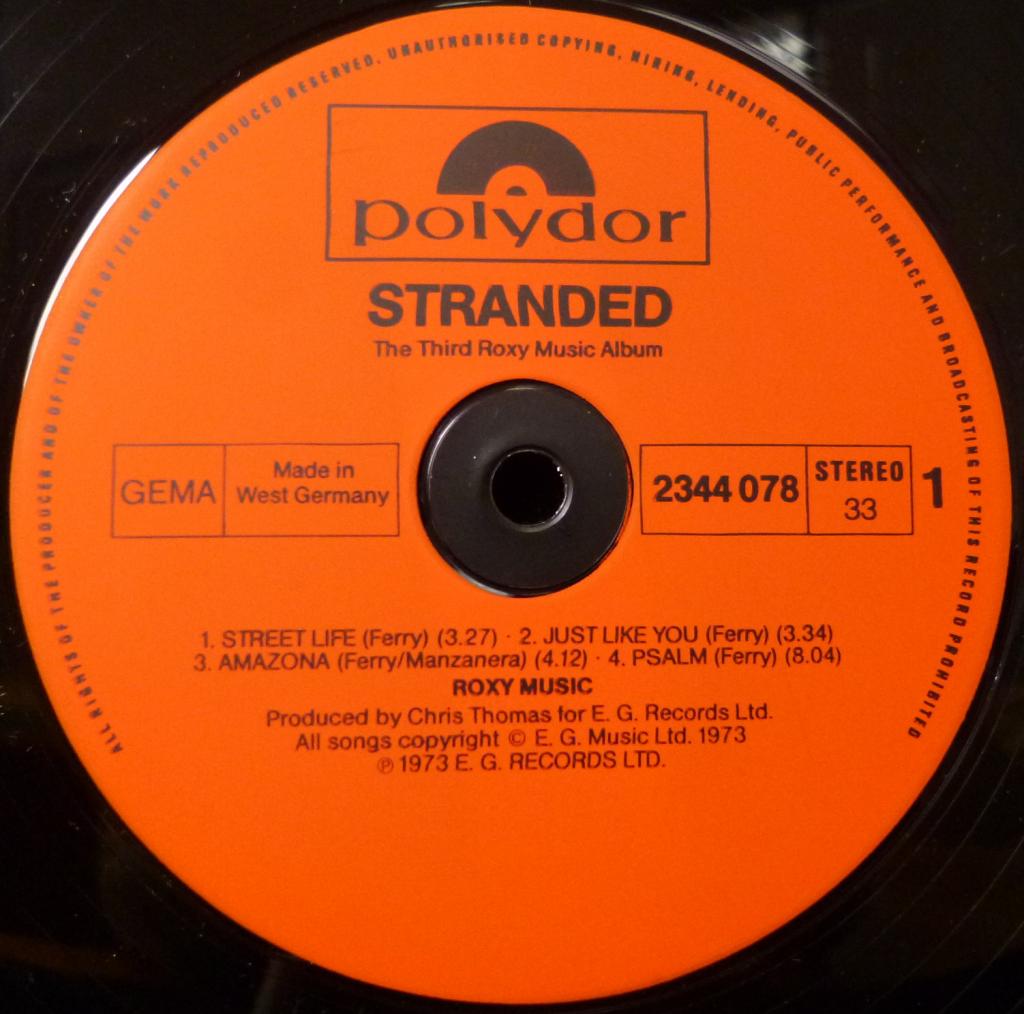 ALL RIGHTS OF THE PRODUCER AND OF THE OWNER OF THE WORK REPRODUCED RESERVED. UNAUTHORISED COPYING, HIRING, LENDING, PUBLIC PERFORMANCE AND BROADCASTING OF THIS RECORD PROHIBITED
polydor
STRANDED
The Third Roxy Music Album
GEMA
Made in
West Germany
2344 078
STEREO
33
1
1. STREET LIFE (Ferry) (3.27) · 2. JUST LIKE YOU (Ferry) (3.34)
3. AMAZONA (Ferry/Manzanera) (4.12) · 4. PSALM (Ferry) (8.04)
ROXY MUSIC
Produced by Chris Thomas for E. G. Records Ltd.
All songs copyright © E. G. Music Ltd. 1973
℗ 1973 E. G. RECORDS LTD.